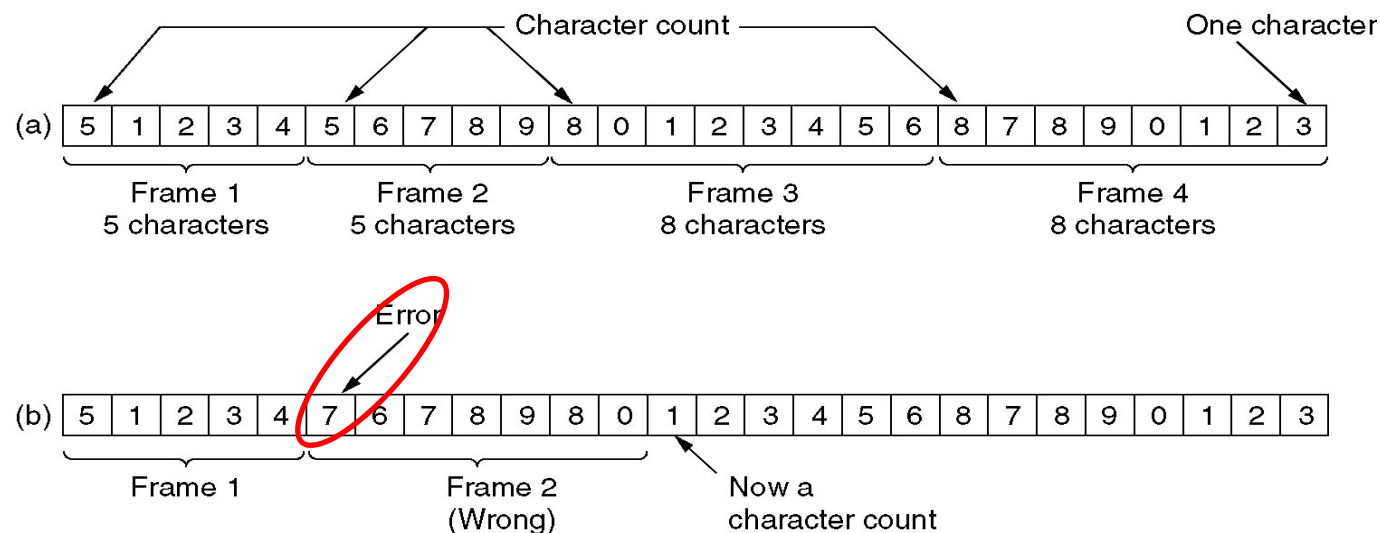 Character count One character
(a) 5 1 2 3 4 5 6 7 8 9 8 0 1 2 3 4 5 6 8 7 8 9 0 1 2 3
Frame 1 Frame 2 Frame 3 Frame 4
5 characters 5 characters 8 characters 8 characters
Error
(b) 5 1 2 3 4 7 6 7 8 9 8 0 1 2 3 4 5 6 8 7 8 9 0 1 2 3
Frame 1 Frame 2 Now a
(Wrong) character count